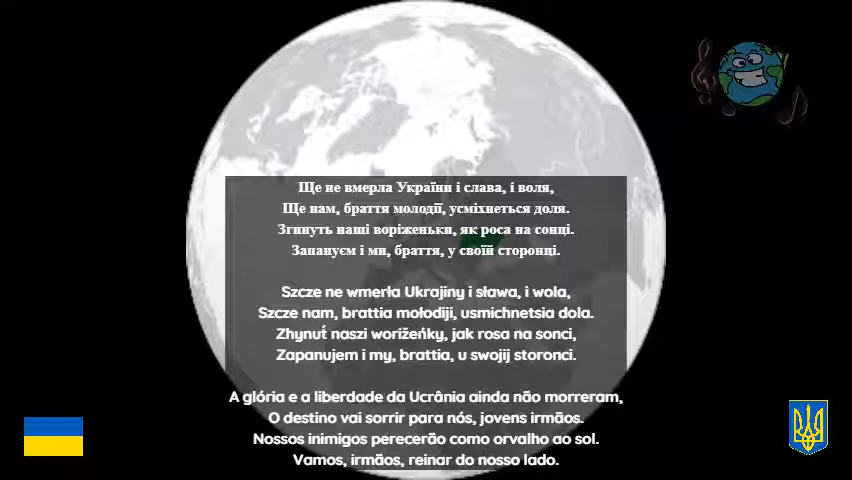 Ще не вмерла України і слава, і воля,
Ще нам, браття молодії, усміхнеться доля.
Згинуть наші воріженьки, як роса на сонці.
Запануєм і ми, браття, у своїй сторонці.
Szcze ne wmerła Ukrajiny i sława, i wola,
Szcze nam, brattia mołodiji, usmichnetsia dola.
Zhynut́ naszi woriżeńky, jak rosa na sonci,
Zapanujem i my, brattia, u swojij storonci.
A glória e a liberdade da Ucrânia ainda não morreram,
O destino vai sorrir para nós, jovens irmãos.
Nossos inimigos perecerão como orvalho ao sol.
Vamos, irmãos, reinar do nosso lado.